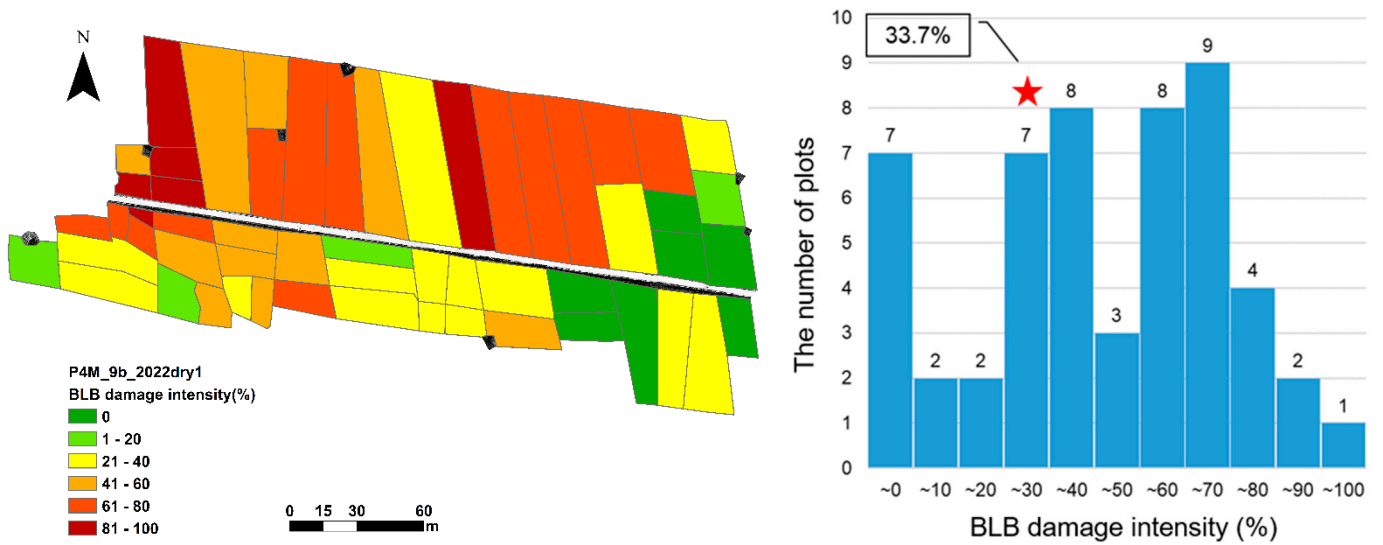 N
P4M_9b_2022dry1
BLB damage intensity(%)
0
1 - 20
21 - 40
41 - 60
61 - 80
81 - 100
0 15 30 60
m
33.7%
The number of plots
10
9
8
7
6
5
4
3
2
1
0
7 2 2 7 8 3 8 9 4 2 1
~0 ~10 ~20 ~30 ~40 ~50 ~60 ~70 ~80 ~90 ~100
BLB damage intensity (%)